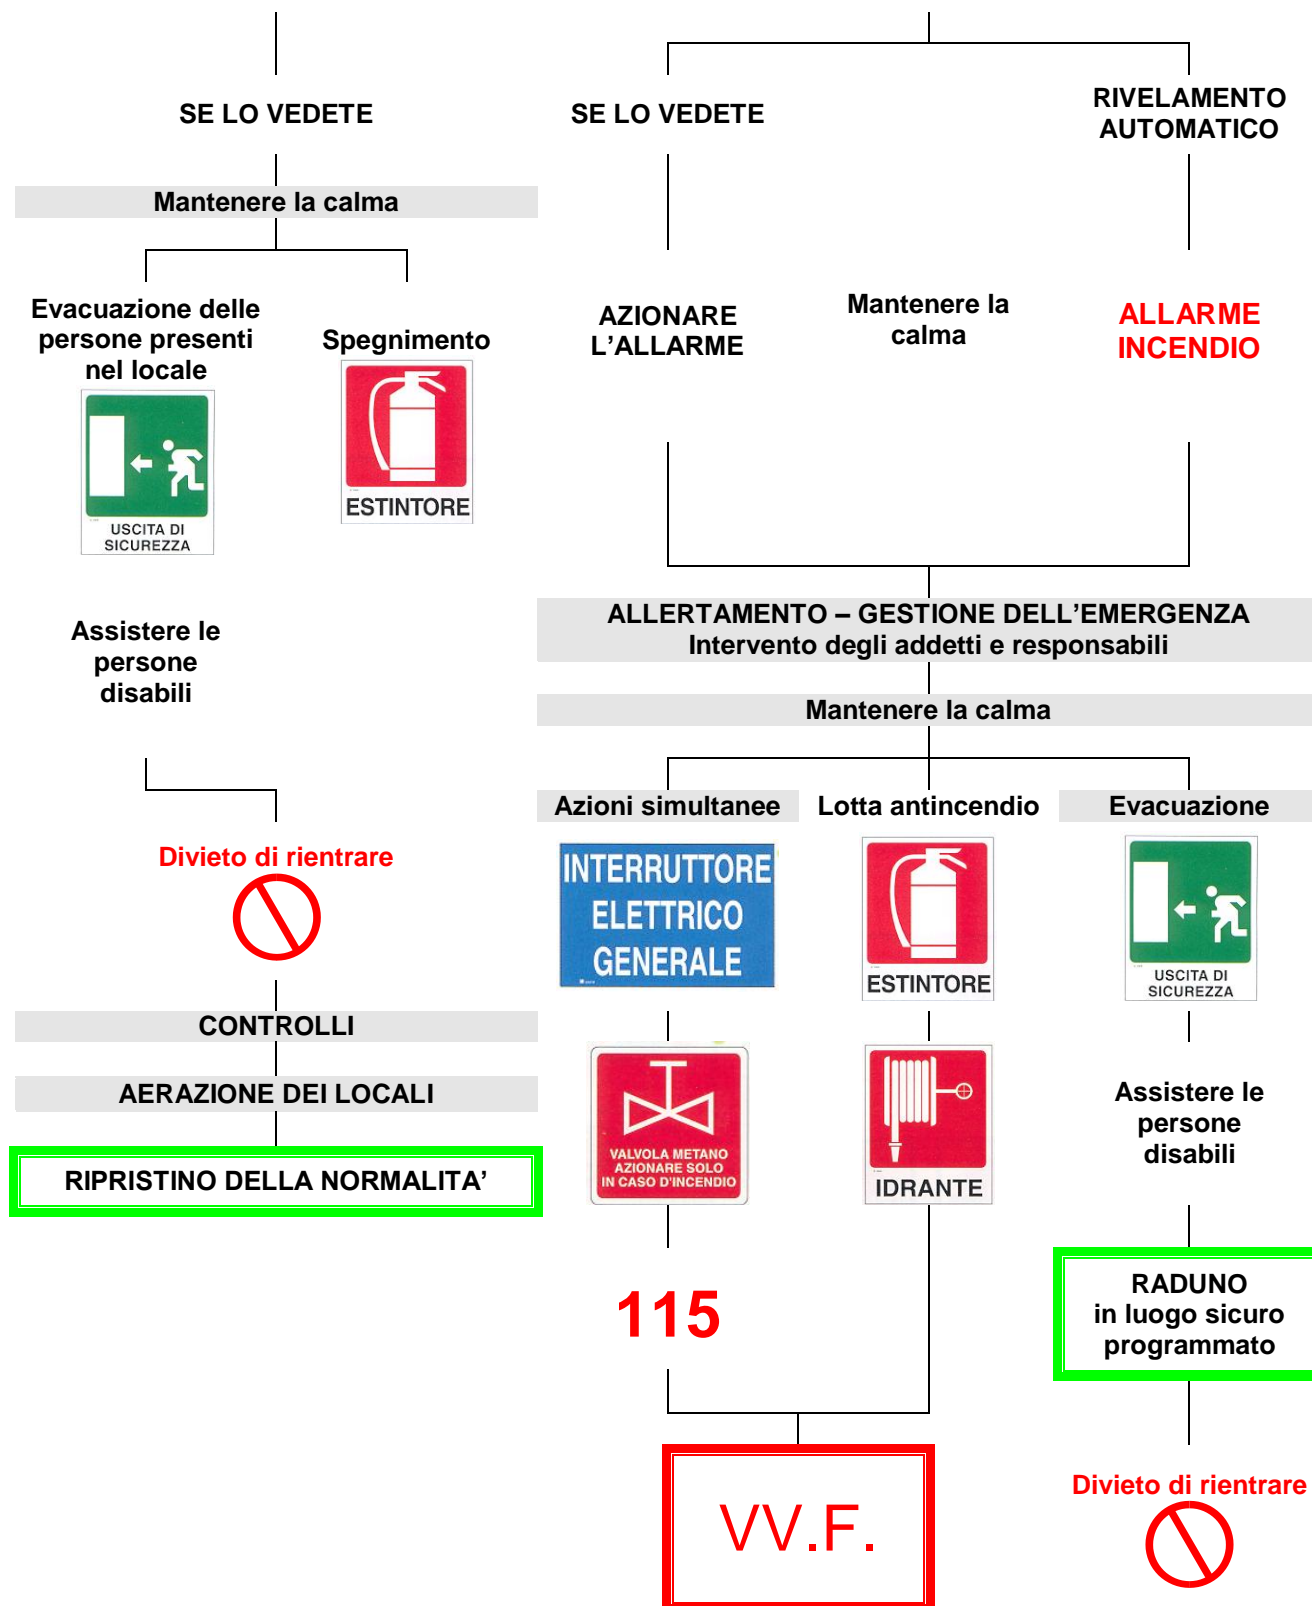 SE LO VEDETE
Mantenere la calma
Evacuazione delle
persone presenti
nel locale
USCITA DI
SICUREZZA
Spegnimento
ESTINTORE
Assistere le
persone
disabili
Divieto di rientrare
CONTROLLI
AERAZIONE DEI LOCALI
RIPRISTINO DELLA NORMALITA’
SE LO VEDETE
RIVELAMENTO
AUTOMATICO
AZIONARE
L’ALLARME
Mantenere la
calma
ALLARME
INCENDIO
ALLERTAMENTO – GESTIONE DELL’EMERGENZA
Intervento degli addetti e responsabili
Mantenere la calma
Azioni simultanee
INTERRUTTORE
ELETTRICO
GENERALE
VALVOLA METANO
AZIONARE SOLO
IN CASO D'INCENDIO
115
Lotta antincendio
ESTINTORE
IDRANTE
VV.F.
Evacuazione
USCITA DI
SICUREZZA
Assistere le
persone
disabili
RADUNO
in luogo sicuro
programmato
Divieto di rientrare